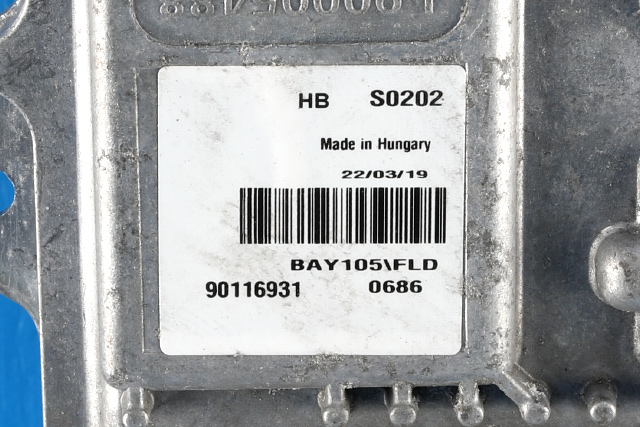 HB S0202
Made in Hungary
22/03/19
BAY105\FLD
90116931 0686